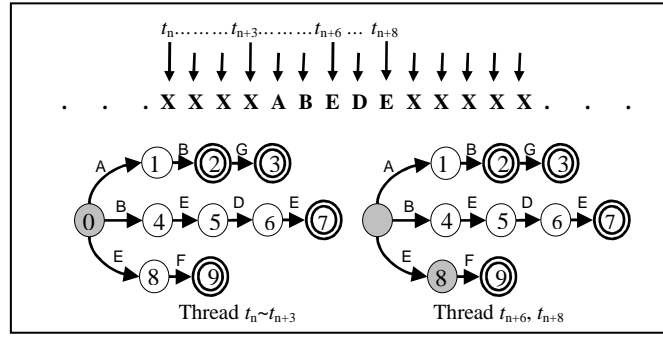 tn………tn+3………tn+6… tn+8
. . . X X X X A B E D E X X X X X . . .
A 1 B 2 G 3
0 B 4 E 5 D 6 E 7
E 8 F 9
Thread tn~tn+3
A 1 B 2 G 3
B 4 E 5 D 6 E 7
E 8 F 9
Thread tn+6, tn+8